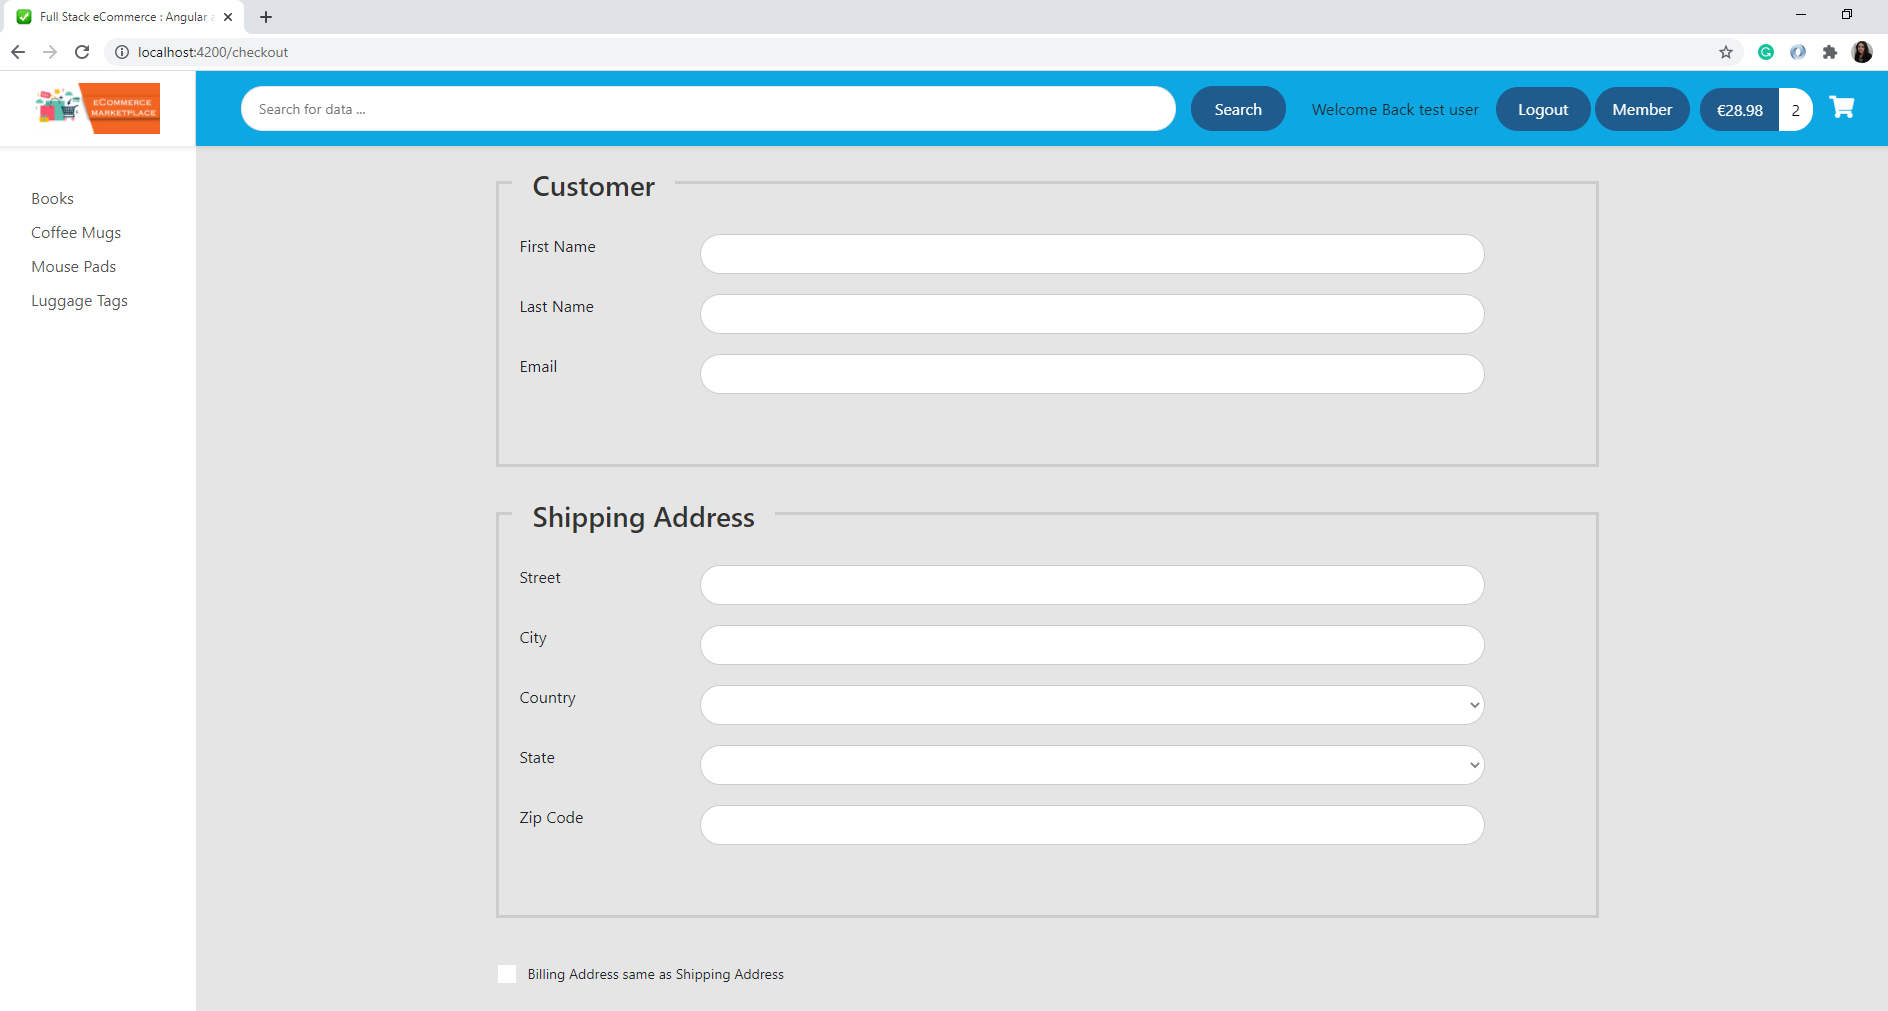 Full Stack eCommerce : Angular a
localhost:4200/checkout
eCommerce
Marketplace
Search for data ...
Search
Welcome Back test user
Logout
Member
€28.98
2
Books
Coffee Mugs
Mouse Pads
Luggage Tags
Customer
First Name
Last Name
Email
Shipping Address
Street
City
Country
State
Zip Code
Billing Address same as Shipping Address